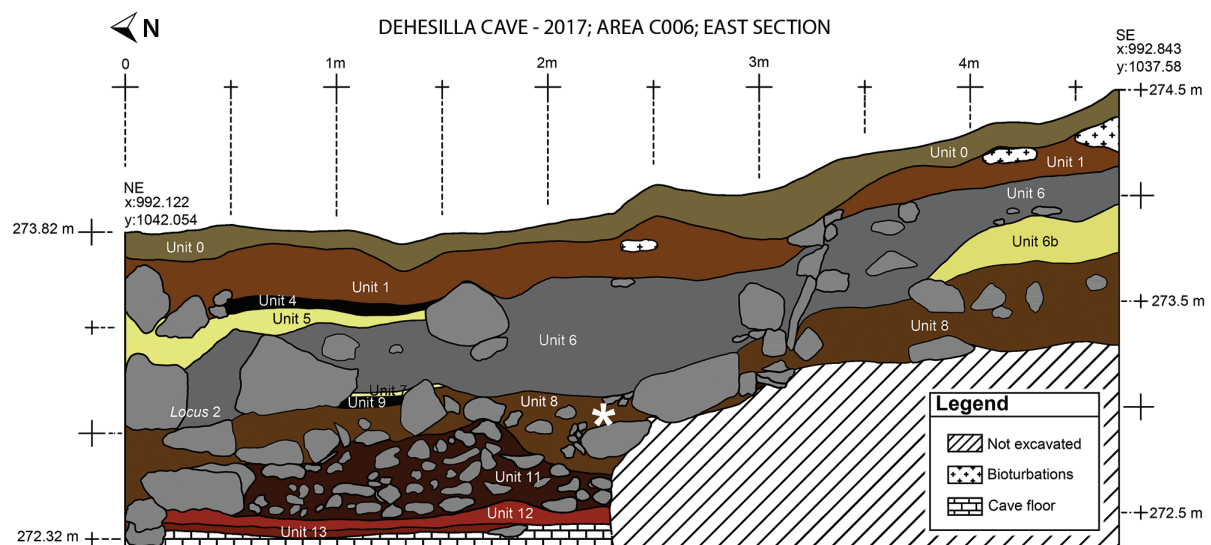 N
DEHESILLA CAVE - 2017; AREA C006; EAST SECTION
SE
x:992.843
y:1037.58
0
1m
2m
3m
4m
274.5 m
NE
x:992.122
y:1042.054
273.82 m
Unit 0
Unit 0
Unit 1
Unit 6
Unit 6b
Unit 1
Unit 4
Unit 5
273.5 m
Unit 6
Unit 8
Unit 7
Unit 9
Unit 8
Locus 2
*
Unit 11
Unit 12
Unit 13
272.5 m
272.32 m
Legend
Not excavated
Bioturbations
Cave floor